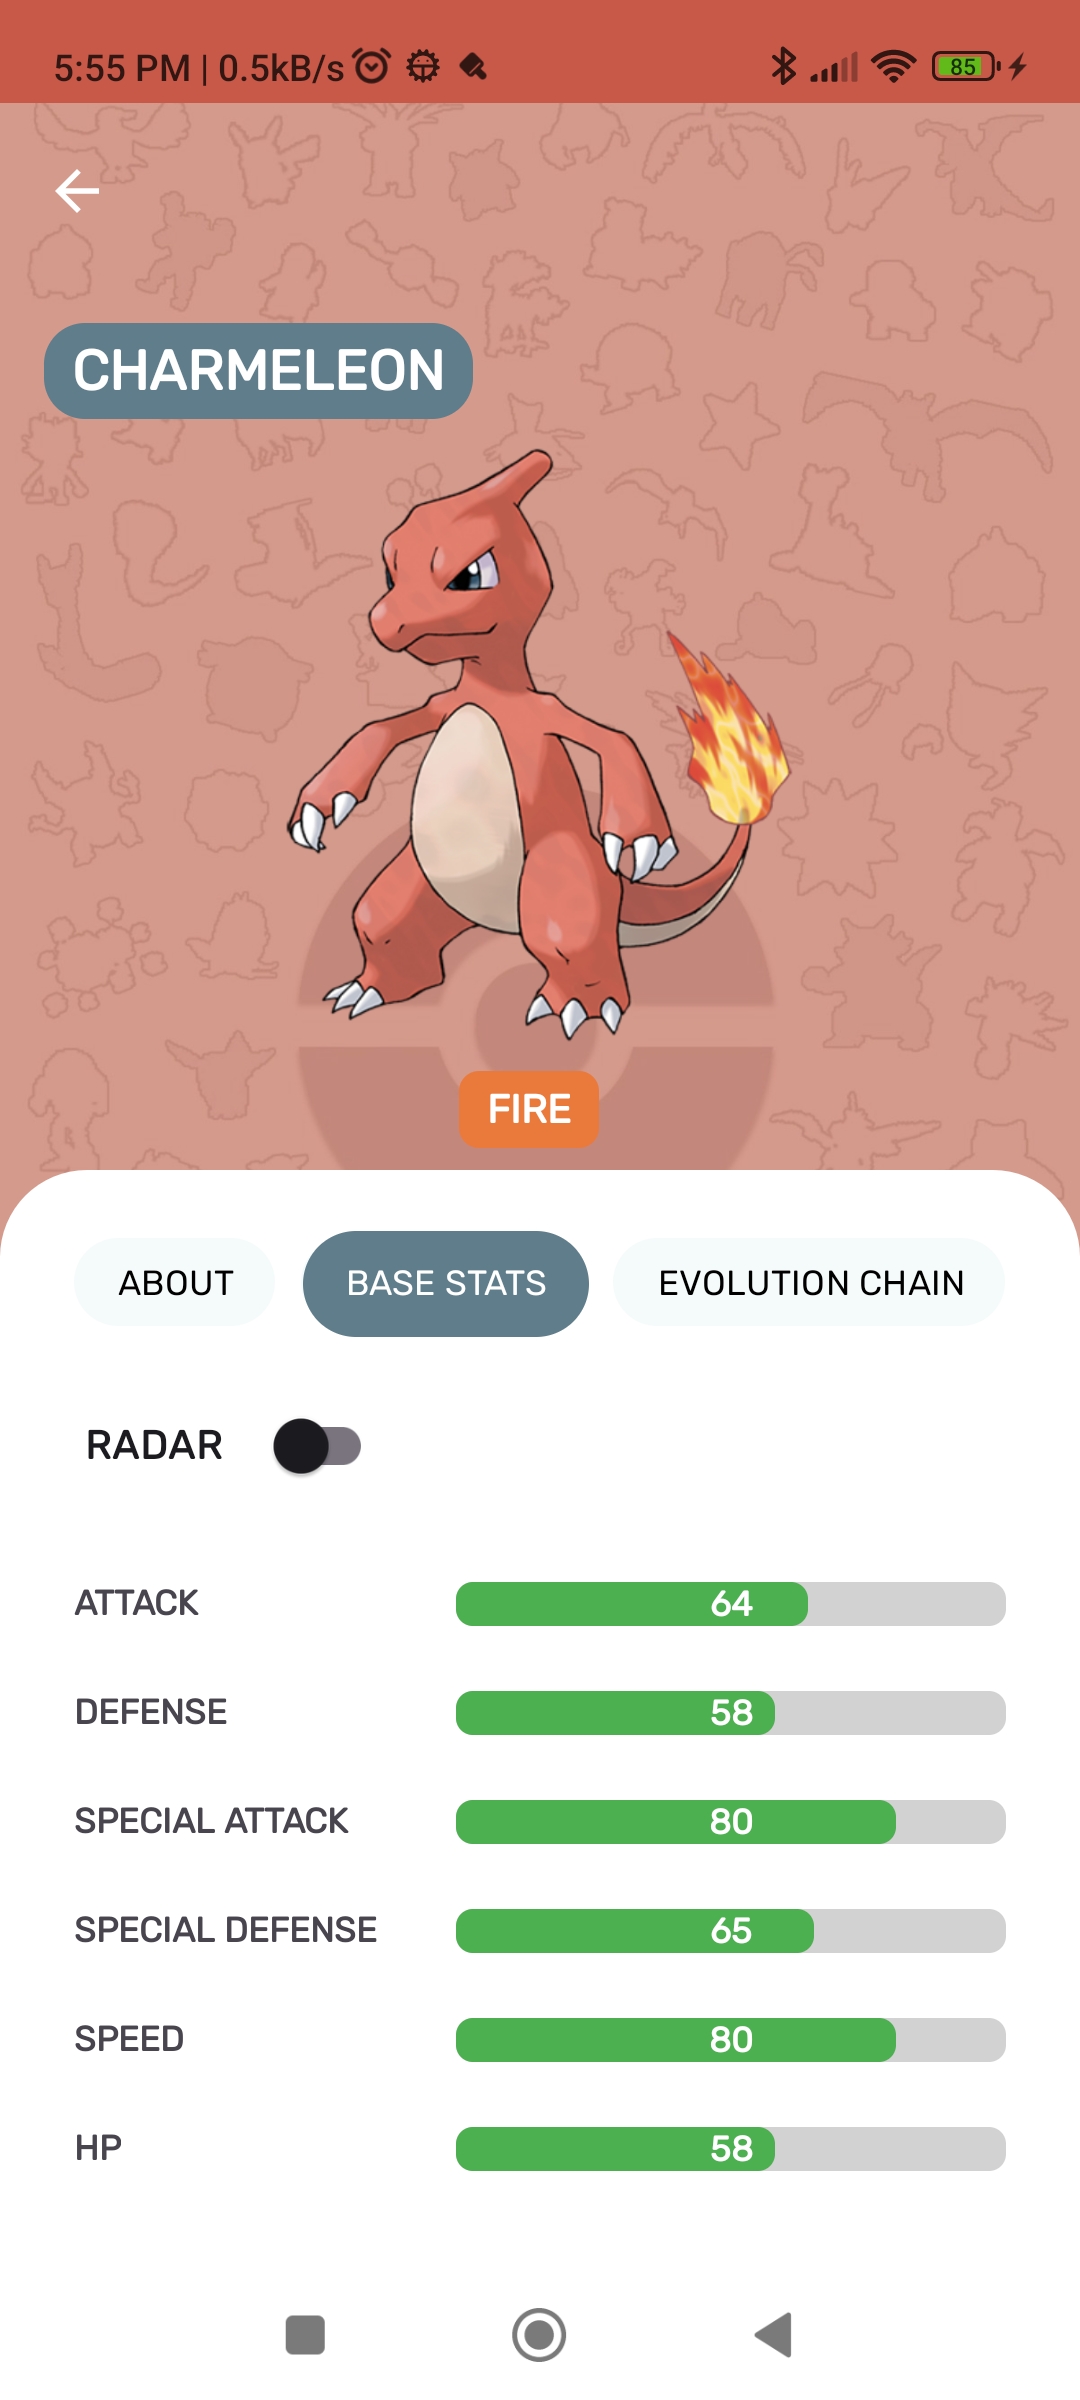 5:55 PM | 0.5kB/s
85
CHARMELEON
FIRE
ABOUT
BASE STATS
EVOLUTION CHAIN
RADAR
ATTACK 64
DEFENSE 58
SPECIAL ATTACK 80
SPECIAL DEFENSE 65
SPEED 80
HP 58